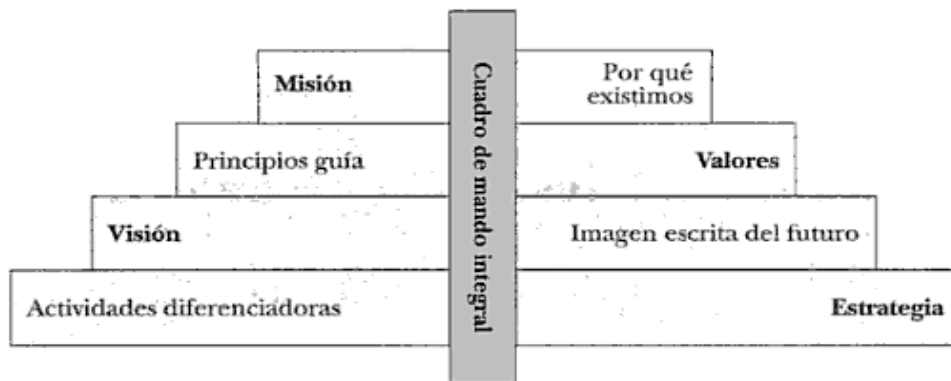 Misión
Por qué
existimos
Principios guía
Valores
Visión
Imagen escrita del futuro
Actividades diferenciadoras
Estrategia
Cuadro de mando integral